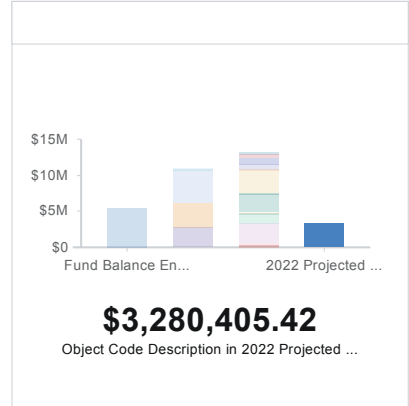 $15M
$10M
$5M
$0
Fund Balance En... 2022 Projected ...
$3,280,405.42
Object Code Description in 2022 Projected ...